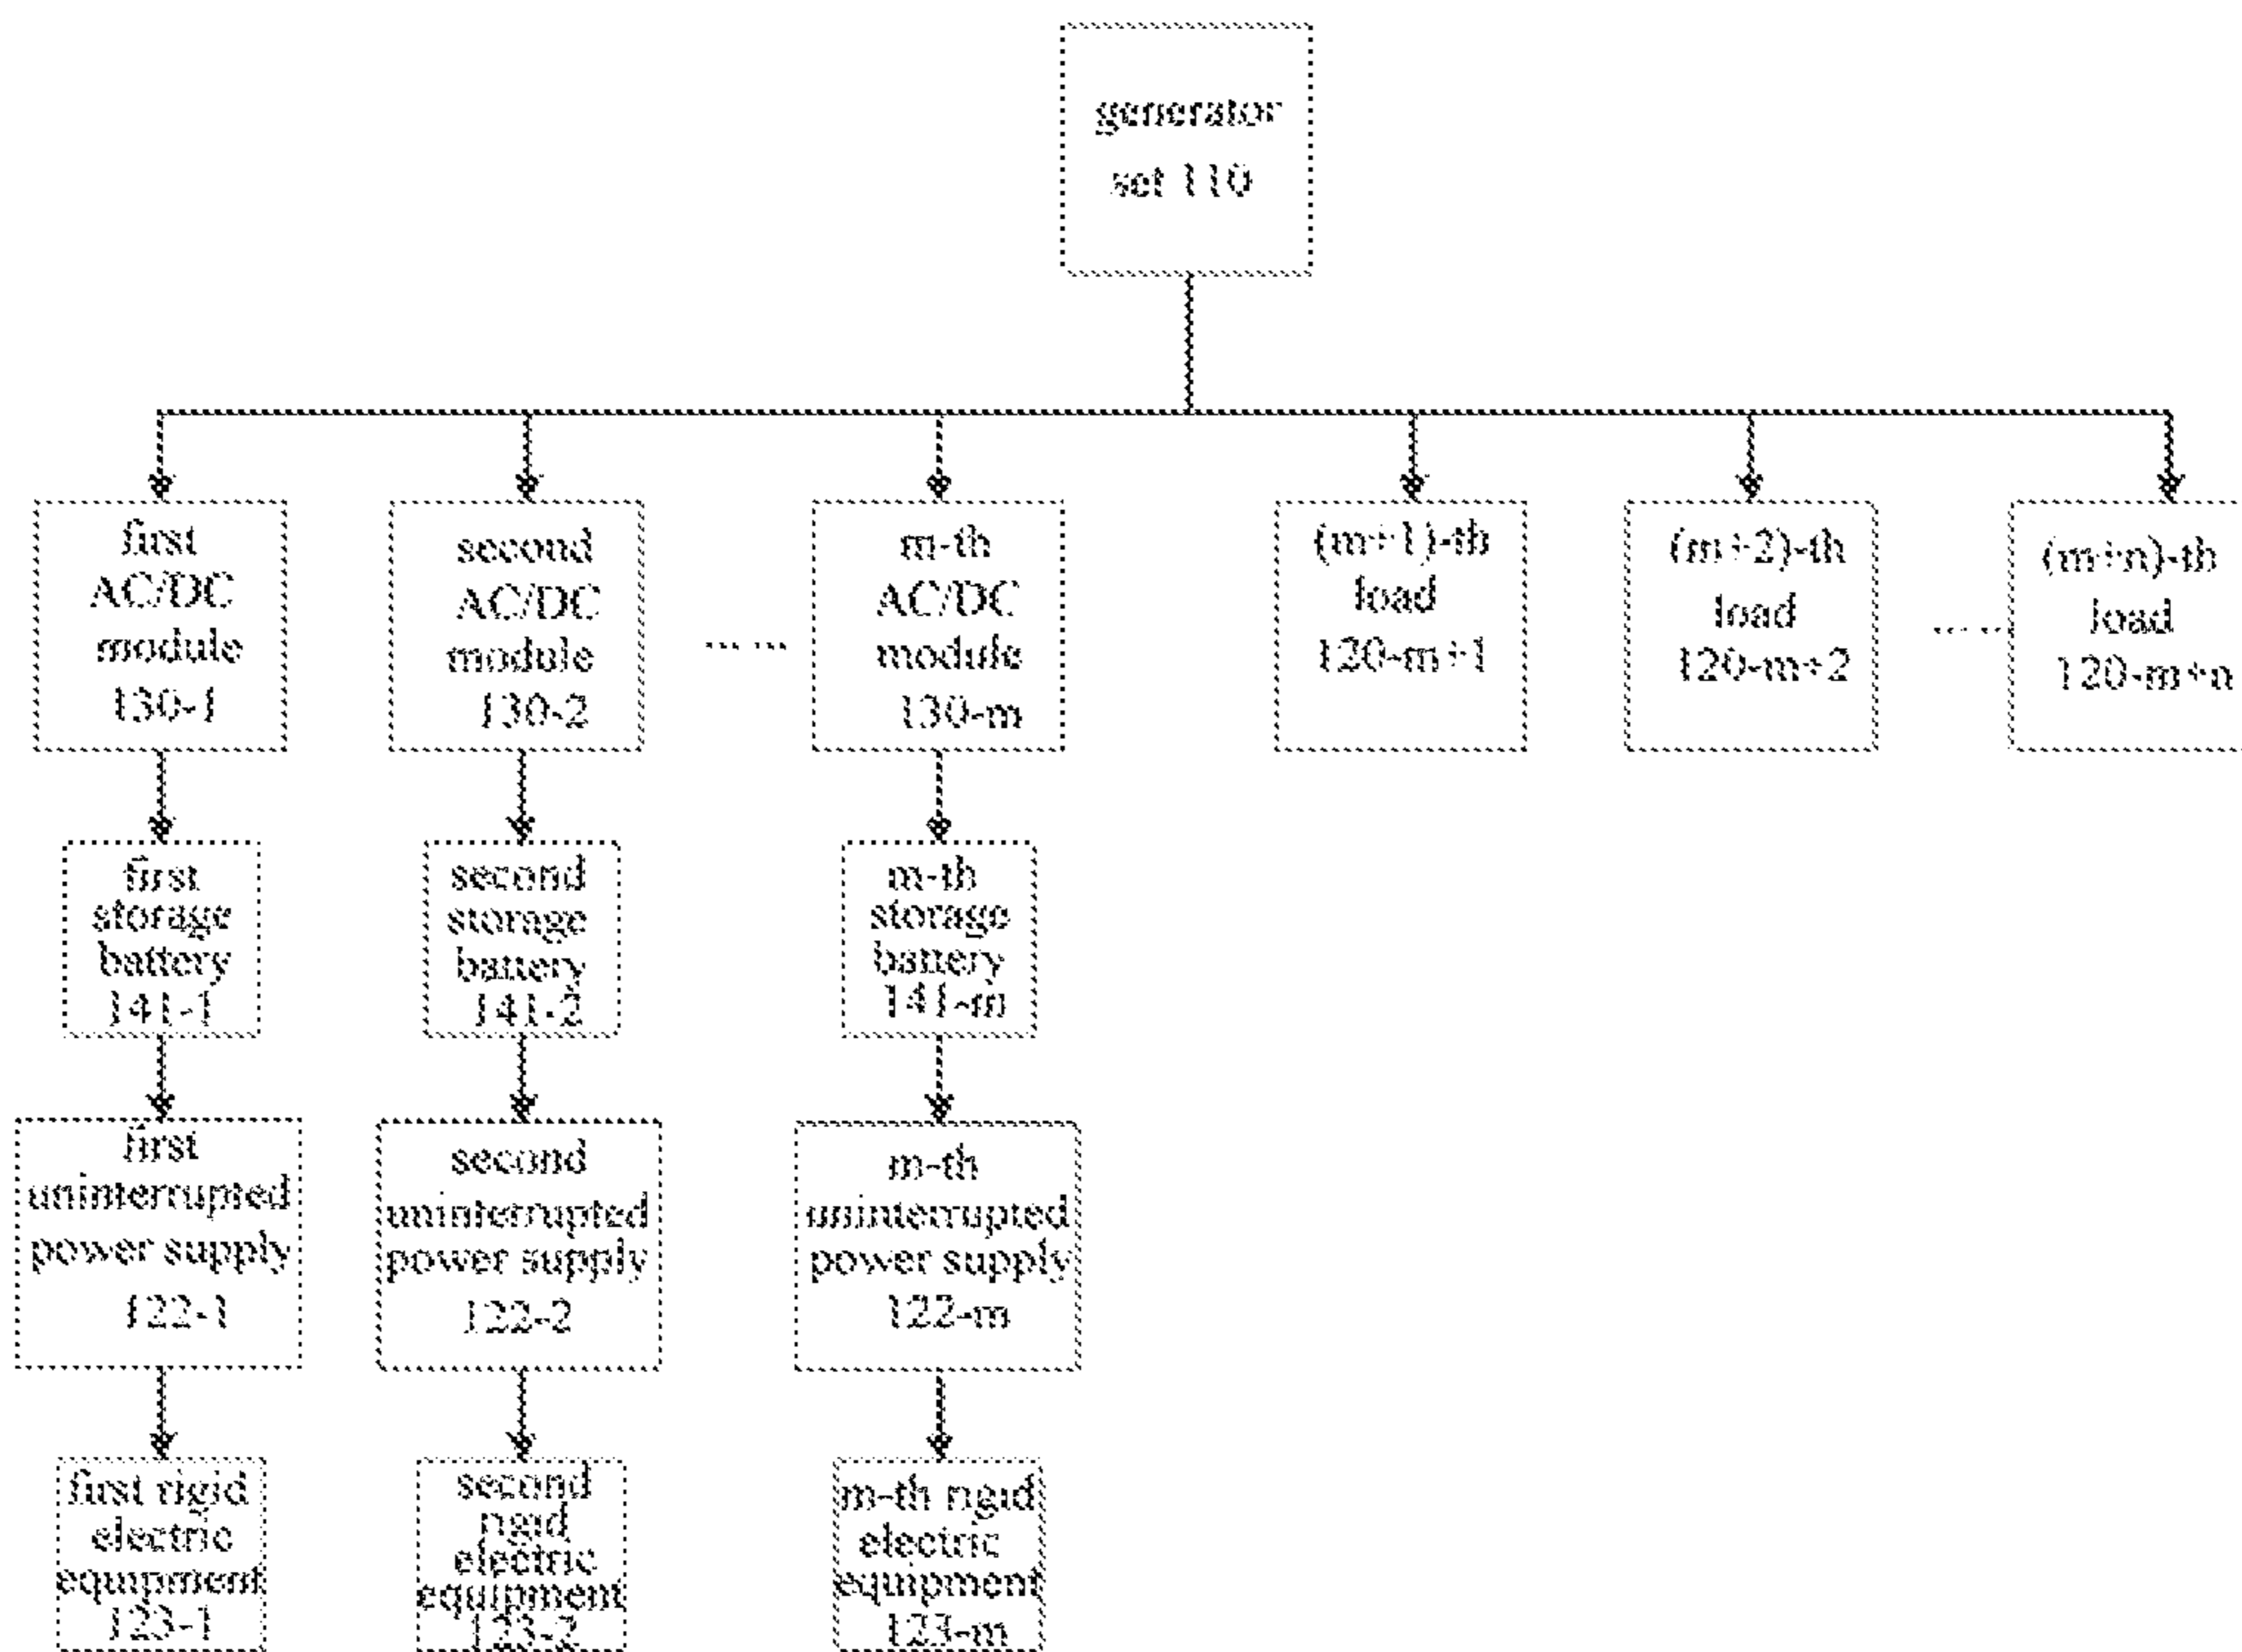 generator
set 110
first
AC/DC
module
130-1
second
AC/DC
module
130-2
... ...
m-th
AC/DC
module
130-m
(m+1)-th
load
120-m+1
(m+2)-th
load
120-m+2
... ...
(m+n)-th
load
120-m+n
first
storage
battery
141-1
second
storage
battery
141-2
m-th
storage
battery
141-m
first
uninterrupted
power supply
122-1
second
uninterrupted
power supply
122-2
m-th
uninterrupted
power supply
122-m
first rigid
electric
equipment
123-1
second
rigid
electric
equipment
123-2
m-th rigid
electric
equipment
123-m